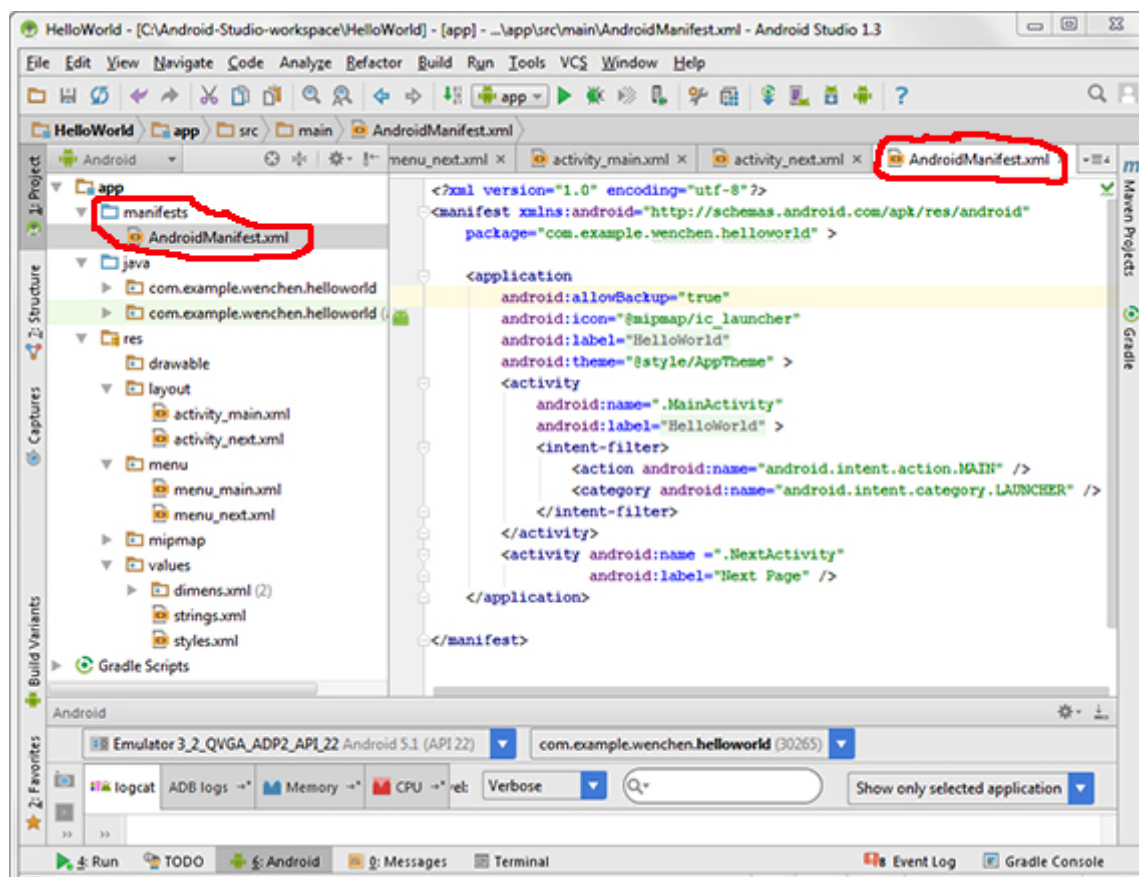 HelloWorld - [C:\Android-Studio-workspace\HelloWorld] - [app] - ...\app\src\main\AndroidManifest.xml - Android Studio 1.3
File Edit View Navigate Code Analyze Refactor Build Run Tools VCS Window Help
app
HelloWorld app src main AndroidManifest.xml
Android
menu_next.xml activity_main.xml activity_next.xml AndroidManifest.xml
1: Project
2: Structure
Captures
Build Variants
2: Favorites
app
manifests
AndroidManifest.xml
java
com.example.wenchen.helloworld
com.example.wenchen.helloworld (
res
drawable
layout
activity_main.xml
activity_next.xml
menu
menu_main.xml
menu_next.xml
mipmap
values
dimens.xml (2)
strings.xml
styles.xml
Gradle Scripts
<?xml version="1.0" encoding="utf-8"?>
<manifest xmlns:android="http://schemas.android.com/apk/res/android"
package="com.example.wenchen.helloworld" >
<application
android:allowBackup="true"
android:icon="@mipmap/ic_launcher"
android:label="HelloWorld"
android:theme="@style/AppTheme" >
<activity
android:name=".MainActivity"
android:label="HelloWorld" >
<intent-filter>
<action android:name="android.intent.action.MAIN" />
<category android:name="android.intent.category.LAUNCHER" />
</intent-filter>
</activity>
<activity android:name =".NextActivity"
android:label="Next Page" />
</application>
</manifest>
m Maven Projects
Gradle
Android
Emulator 3_2_QVGA_ADP2_API_22 Android 5.1 (API 22) com.example.wenchen.helloworld (30265)
logcat ADB logs Memory CPU vel: Verbose Show only selected application
4: Run TODO 6: Android 0: Messages Terminal Event Log Gradle Console